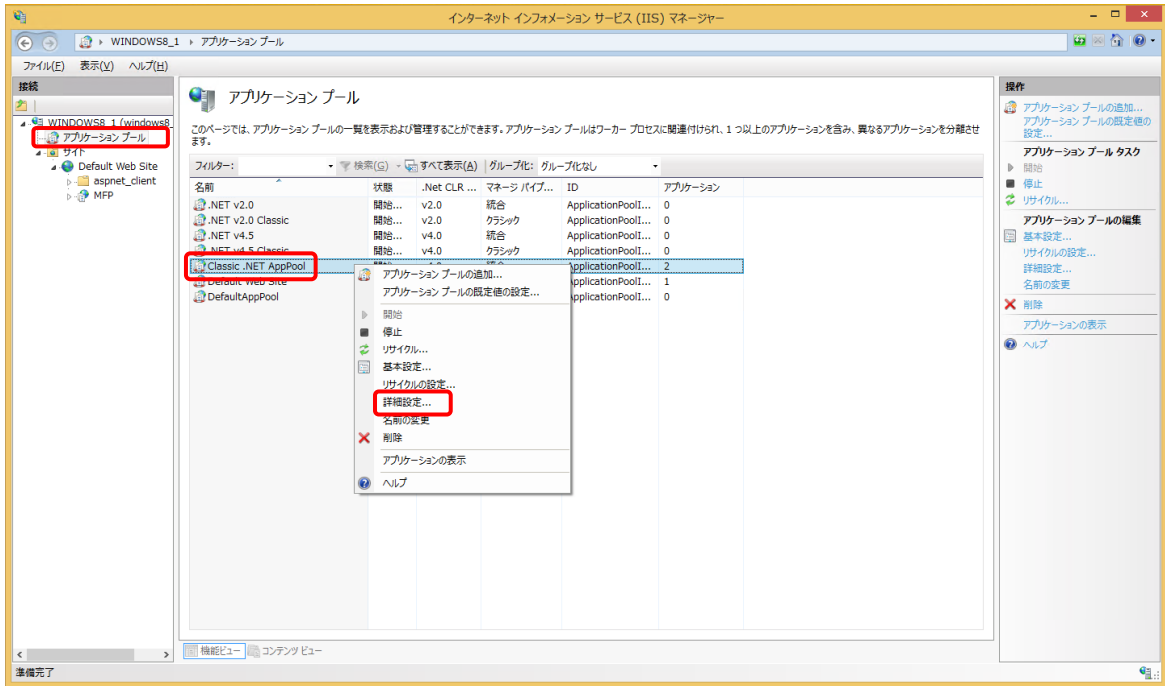 インターネット インフォメーション サービス (IIS) マネージャー
WINDOWS8_1 アプリケーション プール
ファイル(F) 表示(V) ヘルプ(H)
接続
WINDOWS8_1 (windows8_
アプリケーション プール
サイト
Default Web Site
aspnet_client
MFP
アプリケーション プール
このページでは、アプリケーション プールの一覧を表示および管理することができます。アプリケーション プールはワーカー プロセスに関連付けられ、1 つ以上のアプリケーションを含み、異なるアプリケーションを分離させ
ます。
フィルター: 検索(G) すべて表示(A) グループ化: グループ化なし
名前 状態 .Net CLR ... マネージ パイプ... ID アプリケーション
.NET v2.0 開始... v2.0 統合 ApplicationPoolI... 0
.NET v2.0 Classic 開始... v2.0 クラシック ApplicationPoolI... 0
.NET v4.5 開始... v4.0 統合 ApplicationPoolI... 0
.NET v4.5 Classic 開始... v4.0 クラシック ApplicationPoolI... 0
Classic .NET AppPool ApplicationPoolI... 2
Default Web Site ApplicationPoolI... 1
DefaultAppPool ApplicationPoolI... 0
アプリケーション プールの追加...
アプリケーション プールの既定値の設定...
開始
停止
リサイクル...
基本設定...
リサイクルの設定...
詳細設定...
名前の変更
削除
アプリケーションの表示
ヘルプ
操作
アプリケーション プールの追加...
アプリケーション プールの既定値の
設定...
アプリケーション プール タスク
開始
停止
リサイクル...
アプリケーション プールの編集
基本設定...
リサイクルの設定...
詳細設定...
名前の変更
削除
アプリケーションの表示
ヘルプ
機能ビュー コンテンツ ビュー
準備完了